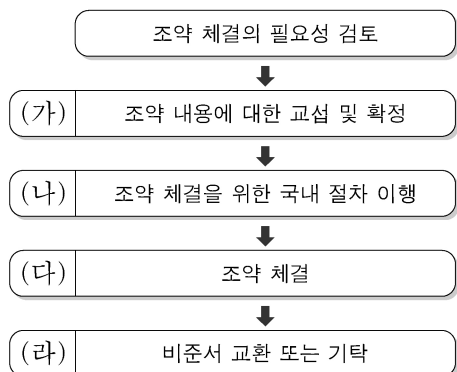 조약 체결의 필요성 검토
(가) 조약 내용에 대한 교섭 및 확정
(나) 조약 체결을 위한 국내 절차 이행
(다) 조약 체결
(라) 비준서 교환 또는 기탁